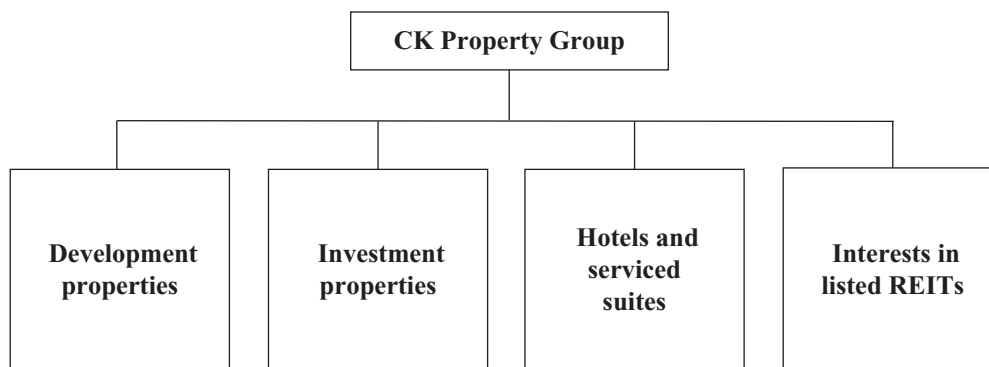 CK Property Group
Development
properties
Investment
properties
Hotels and
serviced
suites
Interests in
listed REITs